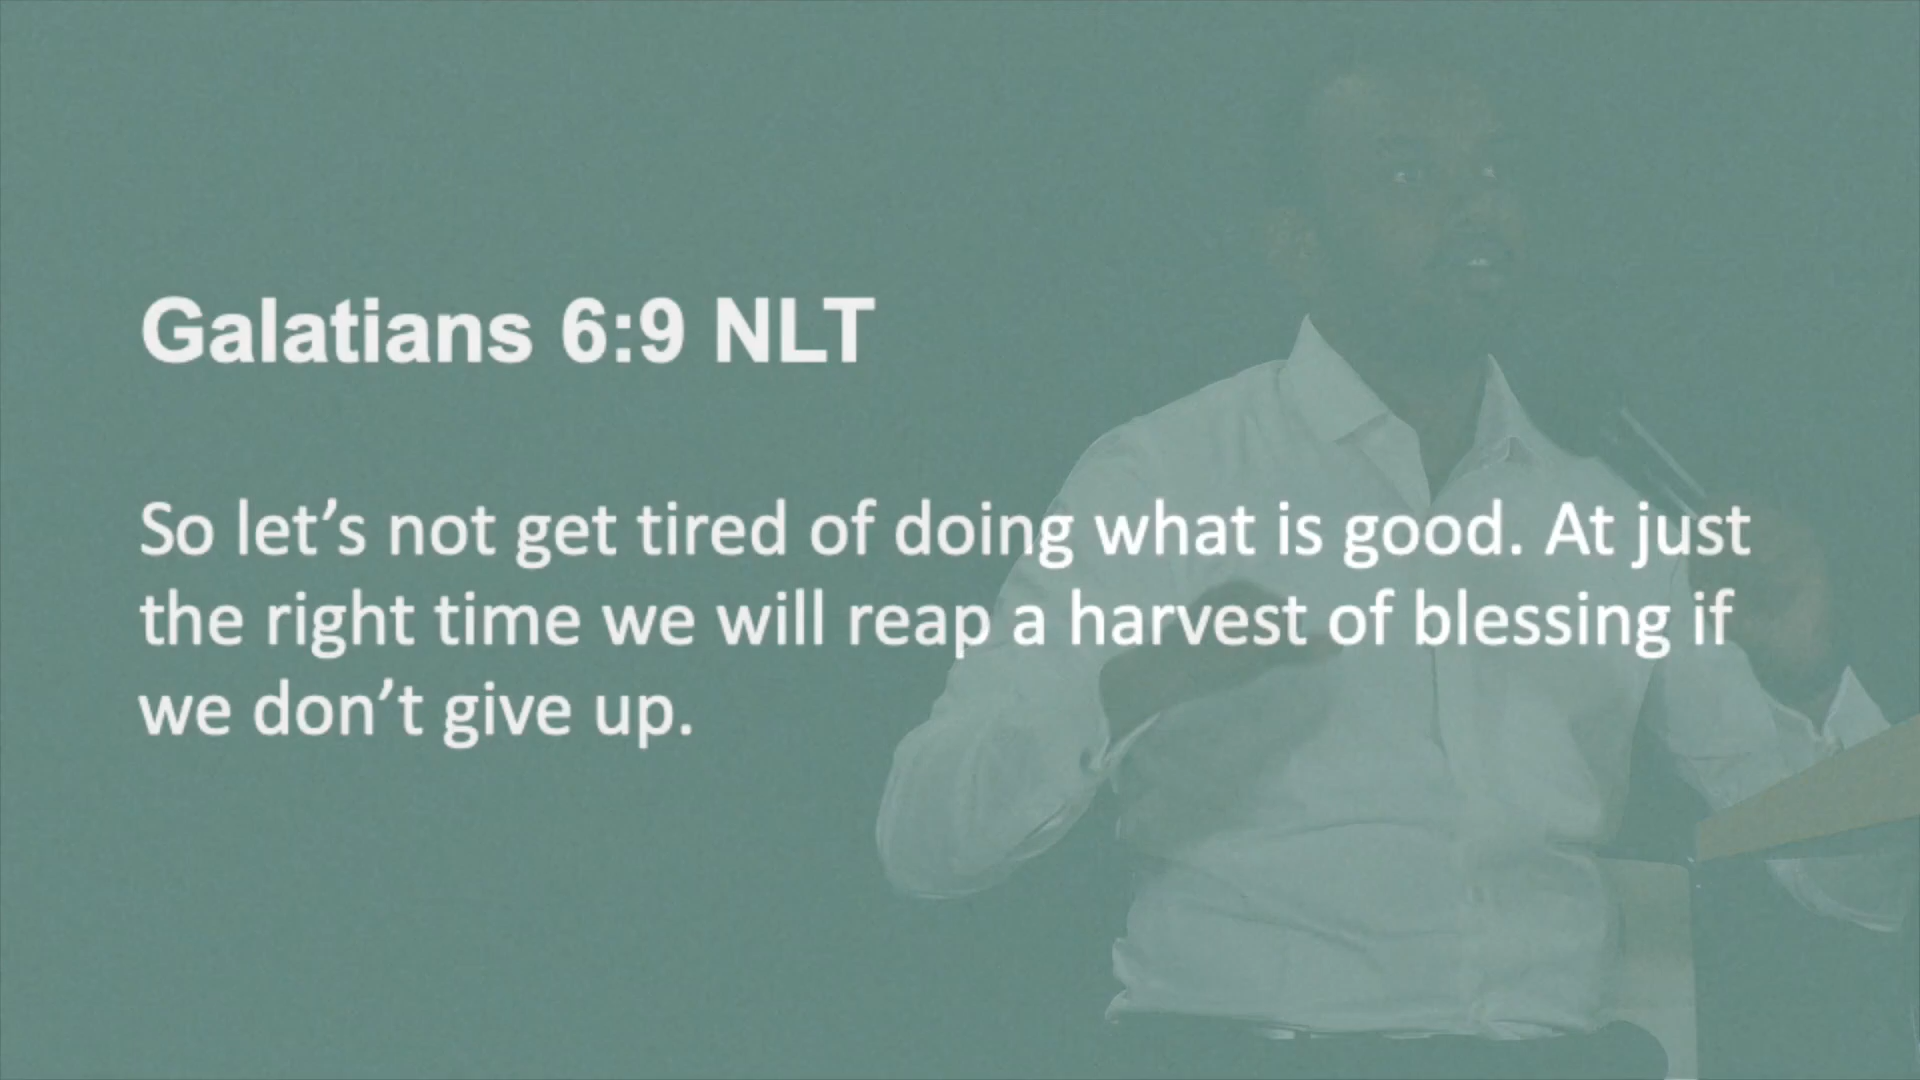 Galatians 6:9 NLT
So let’s not get tired of doing what is good. At just
the right time we will reap a harvest of blessing if
we don’t give up.